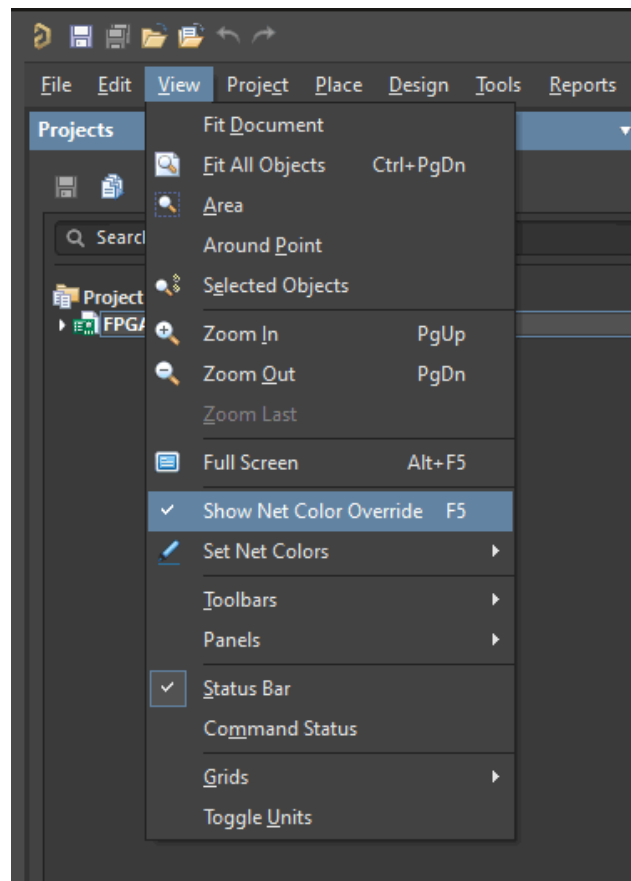 File Edit View Project Place Design Tools Reports
Projects
Fit Document
Fit All Objects Ctrl+PgDn
Area
Around Point
Search
Selected Objects
Project
FPGA
Zoom In PgUp
Zoom Out PgDn
Zoom Last
Full Screen Alt+F5
Show Net Color Override F5
Set Net Colors
Toolbars
Panels
Status Bar
Command Status
Grids
Toggle Units